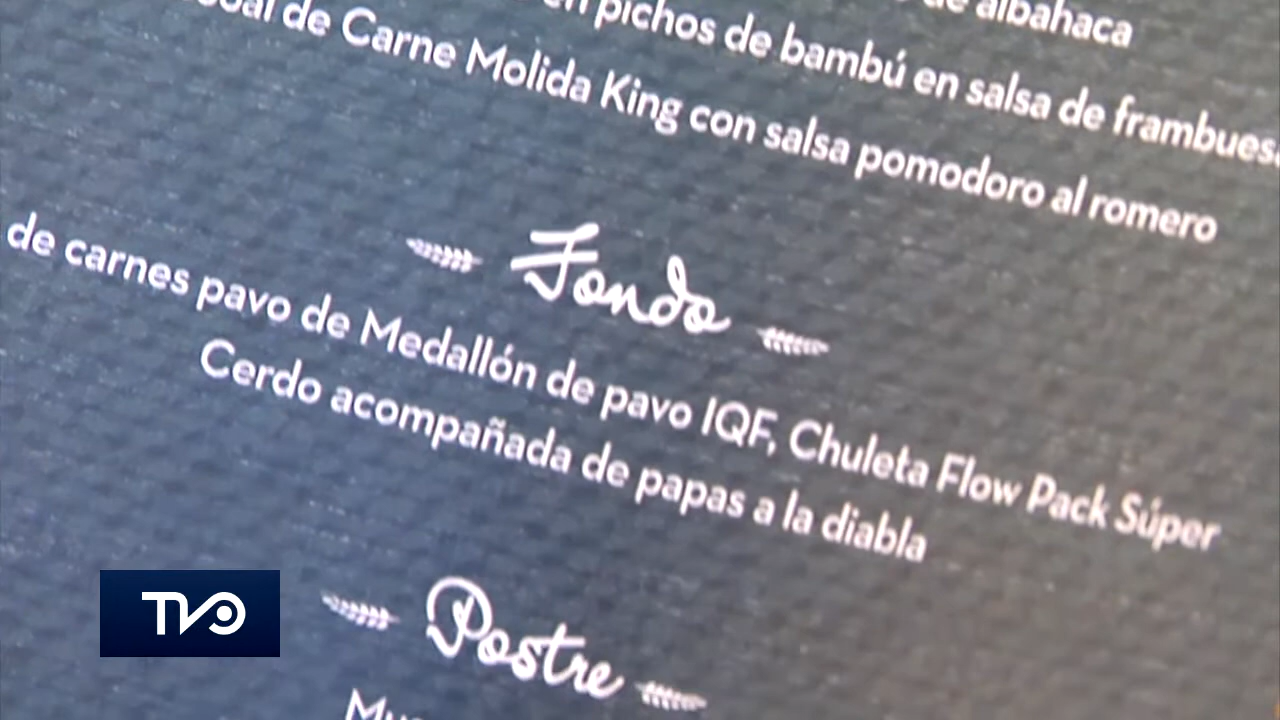 de albahaca
en pichos de bambú en salsa de frambuesa
de Carne Molida King con salsa pomodoro al romero
Fondo
de carnes pavo de Medallón de pavo IQF, Chuleta Flow Pack Súper
Cerdo acompañada de papas a la diabla
Postre
TVO